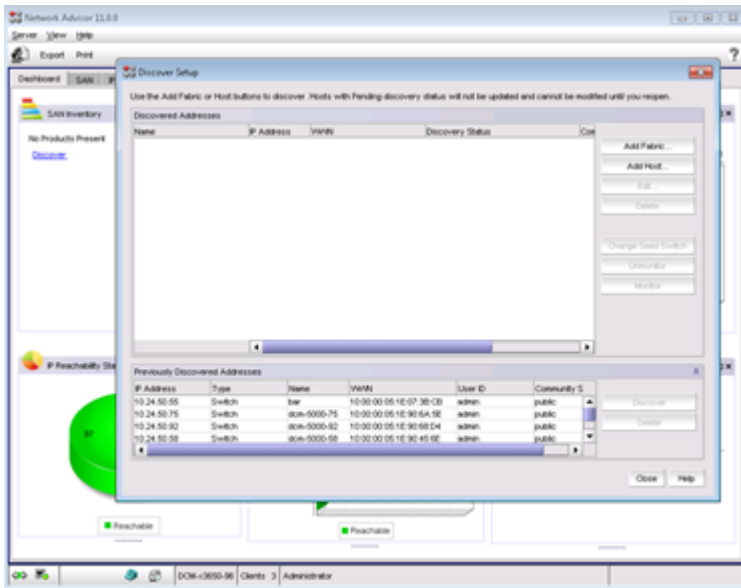 Network Advisor 11.0.0
Server View Help
Export Print
?
Dashboard SAN
SAN Inventory
No Products Present
Discover
IP Reachability
97
Reachable
Reachable
Discover Setup
Use the Add Fabric or Host buttons to discover. Hosts with Pending discovery status will not be updated and cannot be modified until you reopen.
Discovered Addresses
Name IP Address WWN Discovery Status
Add Fabric...
Add Host...
Edit...
Delete
Change Seed Switch
Unmonitor
Monitor
Previously Discovered Addresses
IP Address Type Name WWN User ID Community S
10.24.50.55 Switch bar 10:00:00:05:1E:07:3B:CB admin public
10.24.50.75 Switch dcm-5000-75 10:00:00:05:1E:90:6A:5E admin public
10.24.50.92 Switch dcm-5000-92 10:00:00:05:1E:90:68:D4 admin public
10.24.50.58 Switch dcm-5000-58 10:00:00:05:1E:90:45:6E admin public
Discover
Delete
Close Help
DCM-x3650-96 Clients 3 Administrator